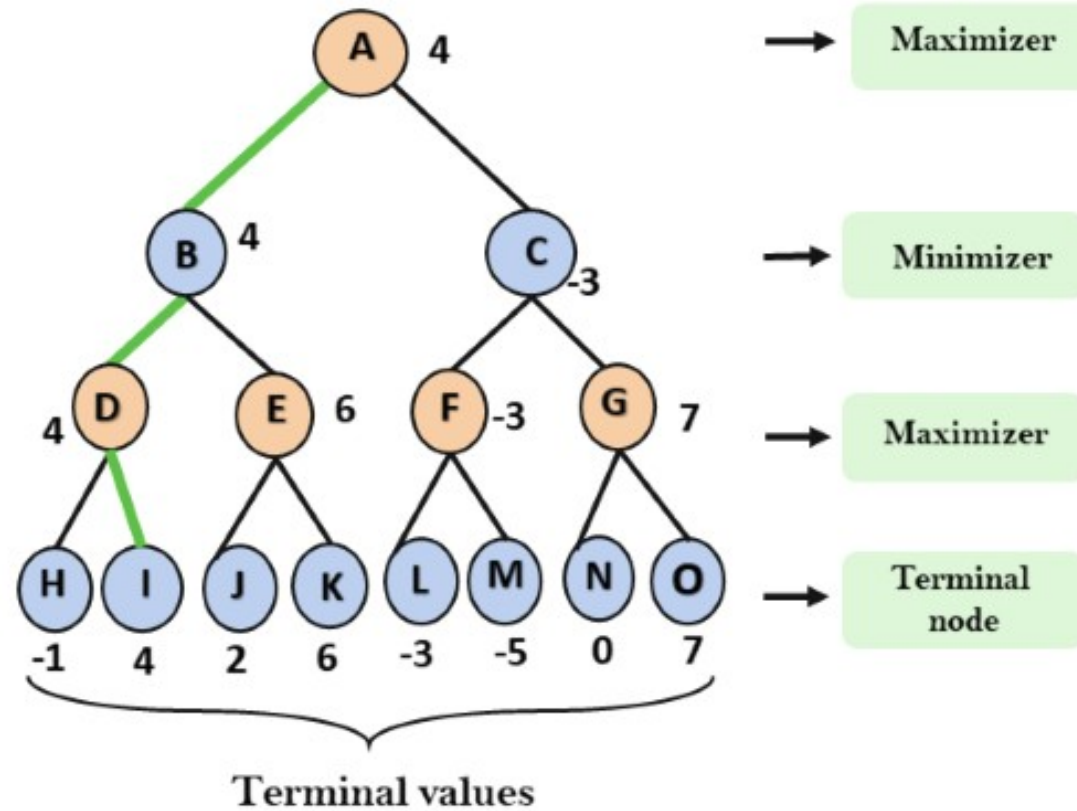 A 4
Maximizer
B 4
C -3
Minimizer
D 4
E 6
F -3
G 7
Maximizer
H I J K L M N O
Terminal
node
-1 4 2 6 -3 -5 0 7
Terminal values